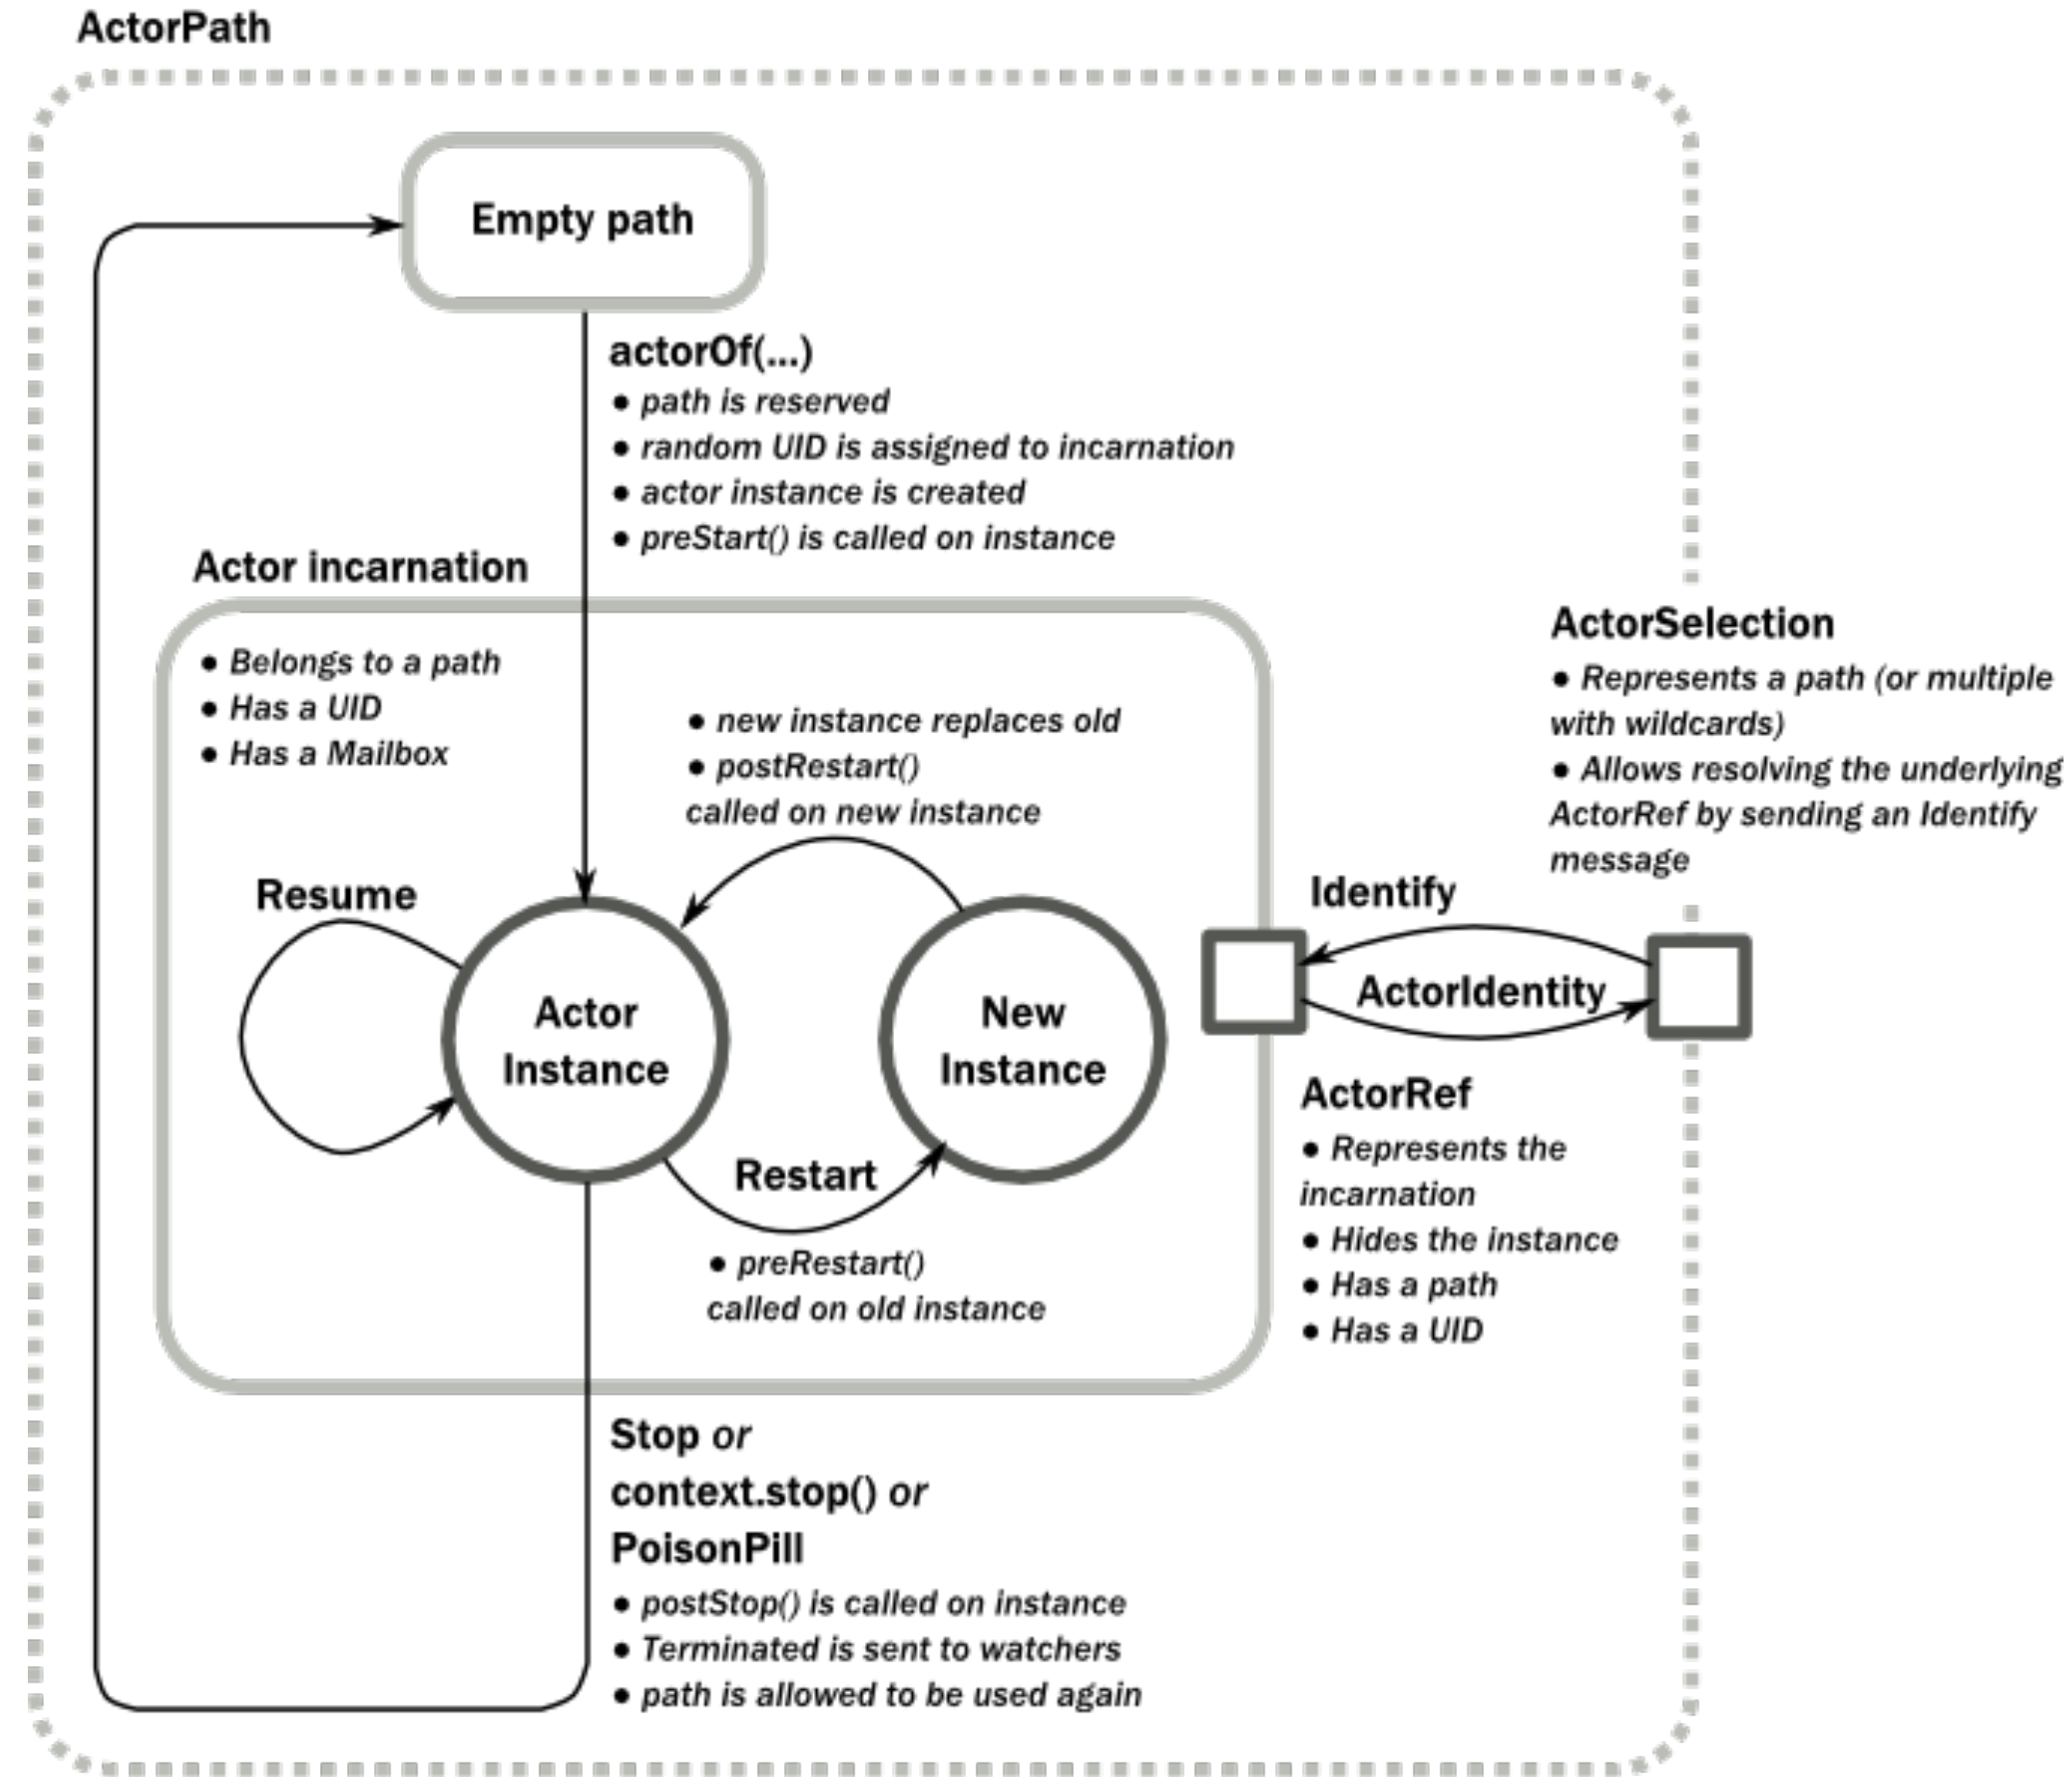 ActorPath
Empty path
actorOf(...)
● path is reserved
● random UID is assigned to incarnation
● actor instance is created
● preStart() is called on instance
Actor incarnation
● Belongs to a path
● Has a UID
● Has a Mailbox
● new instance replaces old
● postRestart()
called on new instance
Resume
Actor
Instance
New
Instance
Restart
● preRestart()
called on old instance
ActorSelection
● Represents a path (or multiple
with wildcards)
● Allows resolving the underlying
ActorRef by sending an Identify
message
Identify
ActorIdentity
ActorRef
● Represents the
incarnation
● Hides the instance
● Has a path
● Has a UID
Stop or
context.stop() or
PoisonPill
● postStop() is called on instance
● Terminated is sent to watchers
● path is allowed to be used again